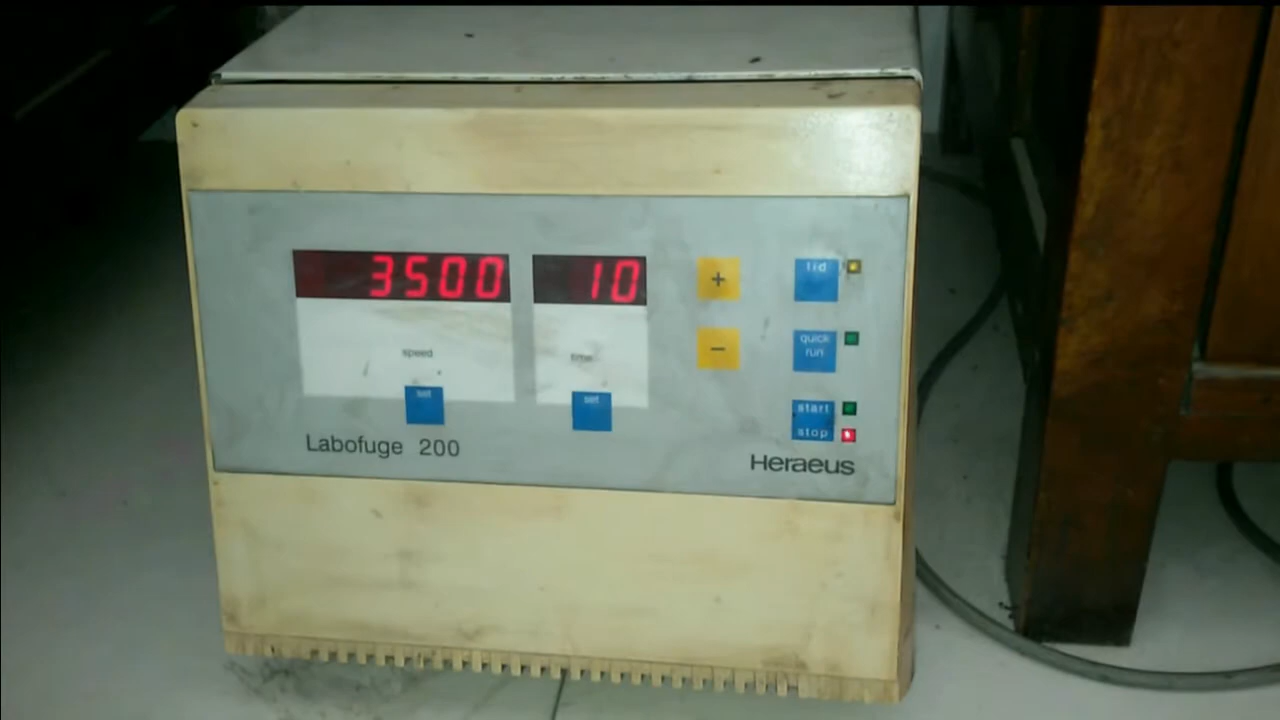 3500 10
+
-
lid
quick
run
speed
time
set
set
start
stop
Labofuge 200
Heraeus